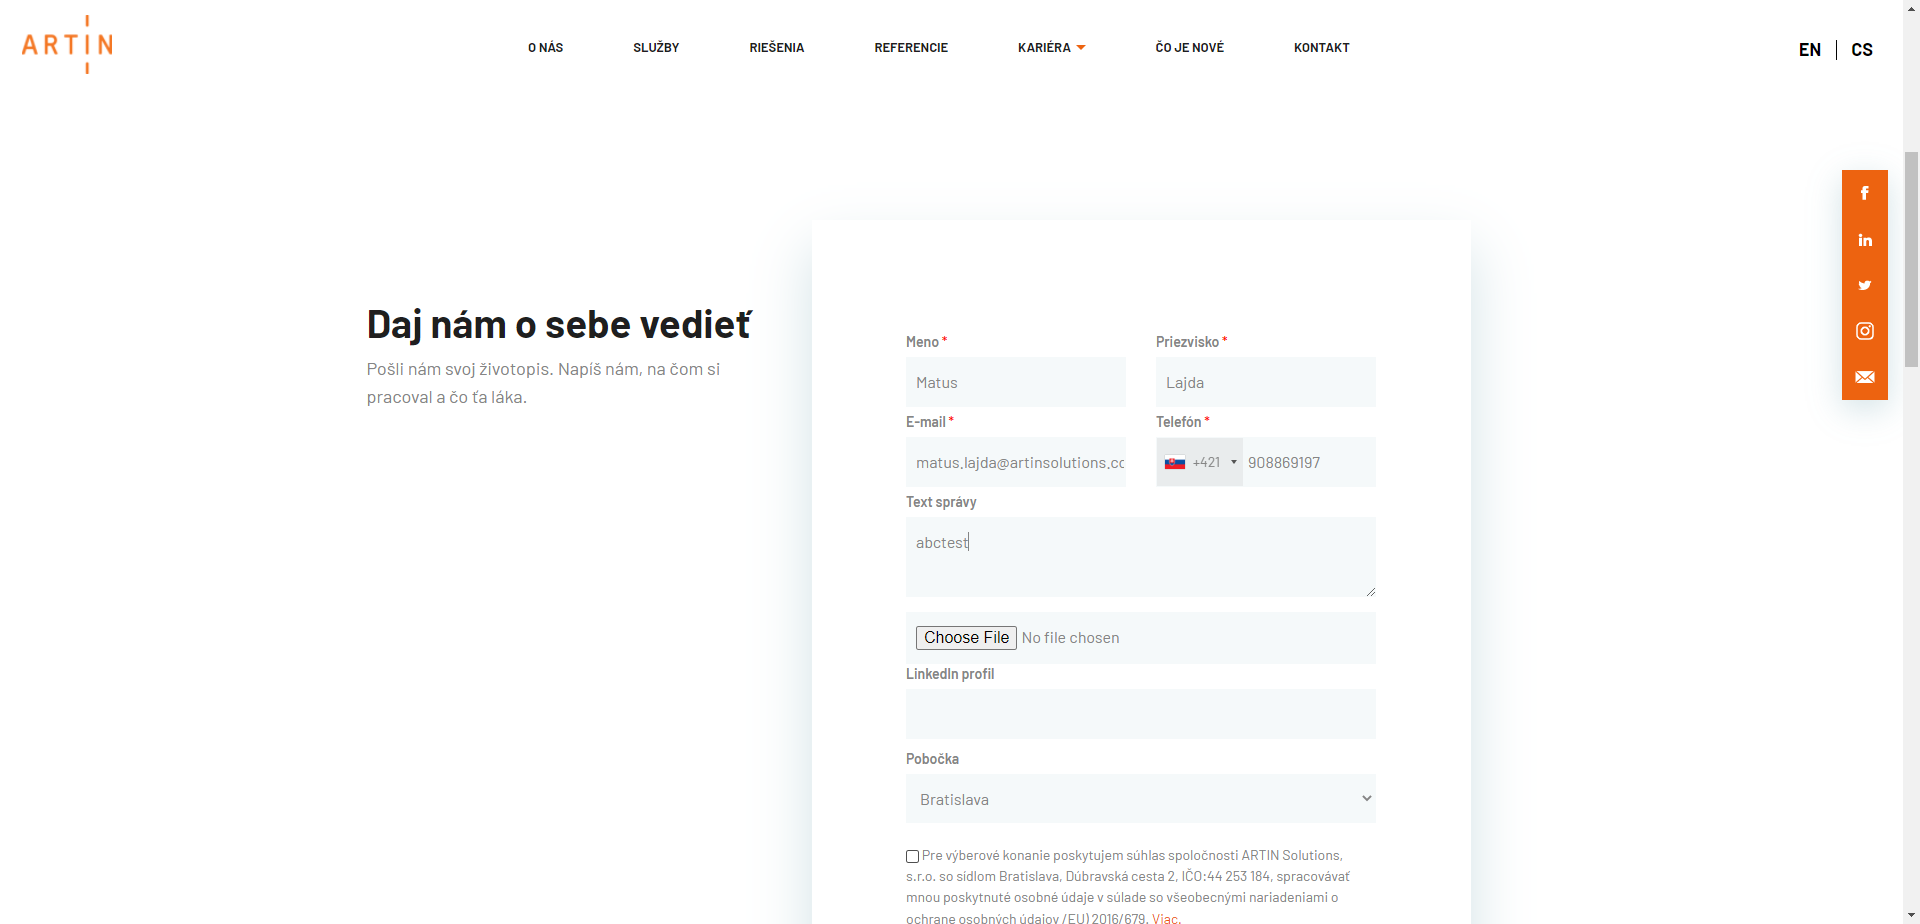 ARTIN
O NÁS
SLUŽBY
RIEŠENIA
REFERENCIE
KARIÉRA
ČO JE NOVÉ
KONTAKT
EN
CS
Daj nám o sebe vedieť
Pošli nám svoj životopis. Napíš nám, na čom si
pracoval a čo ťa láka.
Meno *
Priezvisko *
Matus
Lajda
E-mail *
Telefón *
matus.lajda@artinsolutions.co
+421
908869197
Text správy
abctest
Choose File No file chosen
LinkedIn profil
Pobočka
Bratislava
Pre výberové konanie poskytujem súhlas spoločnosti ARTIN Solutions,
s.r.o. so sídlom Bratislava, Dúbravská cesta 2, IČO:44 253 184, spracovávať
mnou poskytnuté osobné údaje v súlade so všeobecnými nariadeniami o
ochrane osobných údajov /EU) 2016/679. Viac.